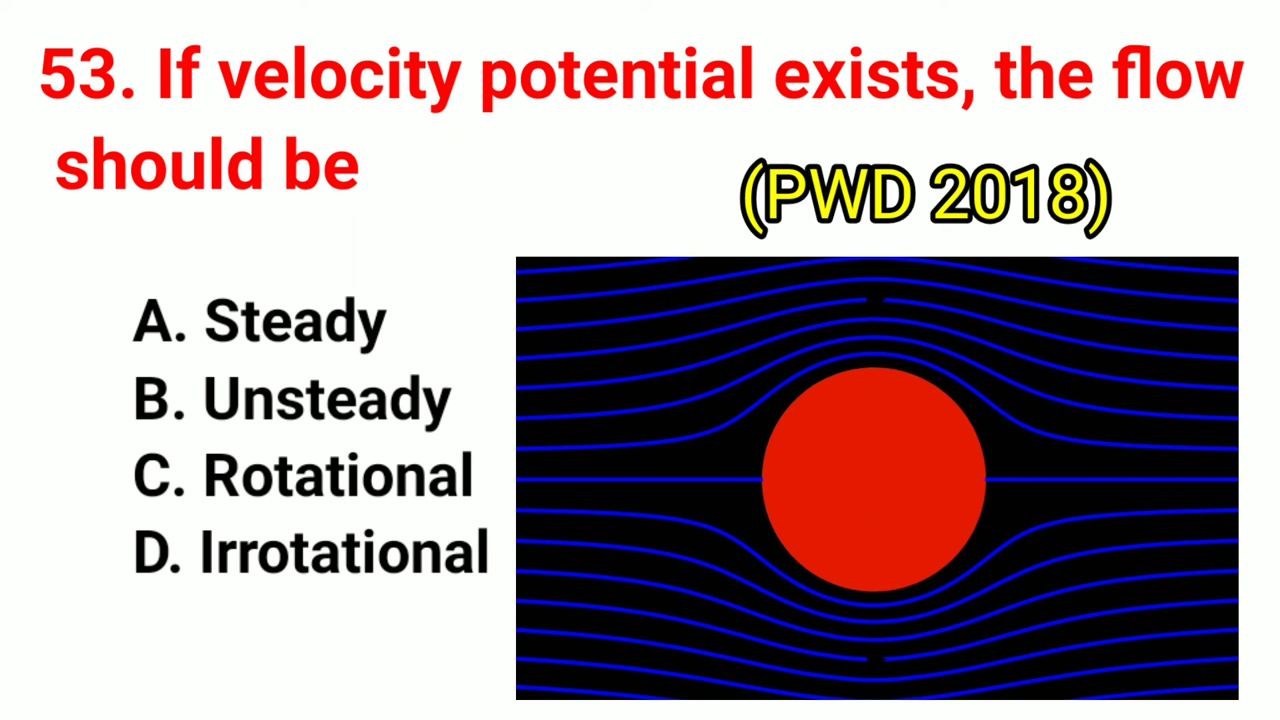 53. If velocity potential exists, the flow
should be
(PWD 2018)
A. Steady
B. Unsteady
C. Rotational
D. Irrotational